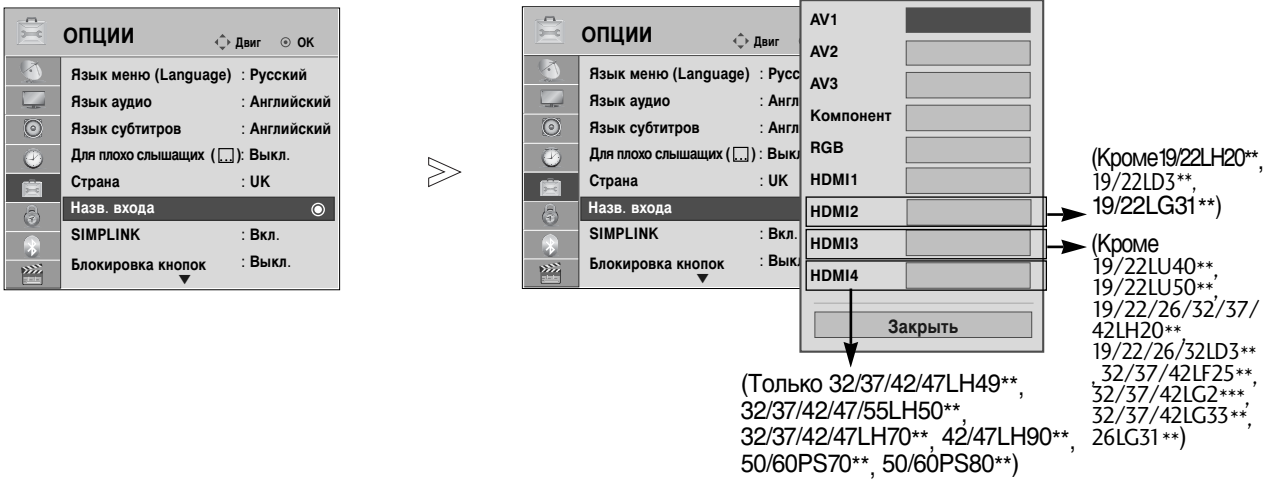 ОПЦИИ
Двиг ОК
Язык меню (Language) : Русский
Язык аудио : Английский
Язык субтитров : Английский
Для плохо слышащих ( ): Выкл.
Страна : UK
Назв. входа
SIMPLINK : Вкл.
Блокировка кнопок : Выкл.
ОПЦИИ
Двиг
Язык меню (Language) : Русс
Язык аудио : Англ
Язык субтитров : Англ
Для плохо слышащих ( ) : Выкл
Страна : UK
Назв. входа
SIMPLINK : Вкл.
Блокировка кнопок : Выкл
AV1
AV2
AV3
Компонент
RGB
HDMI1
HDMI2
HDMI3
HDMI4
Закрыть
(Кроме19/22LH20**,
19/22LD3**,
19/22LG31**)
(Кроме
19/22LU40**,
19/22LU50**,
19/22/26/32/37/
42LH20**,
19/22/26/32LD3**
, 32/37/42LF25**,
32/37/42LG2***,
32/37/42LG33**,
26LG31**)
(Только 32/37/42/47LH49**,
32/37/42/47/55LH50**,
32/37/42/47LH70**, 42/47LH90**,
50/60PS70**, 50/60PS80**)